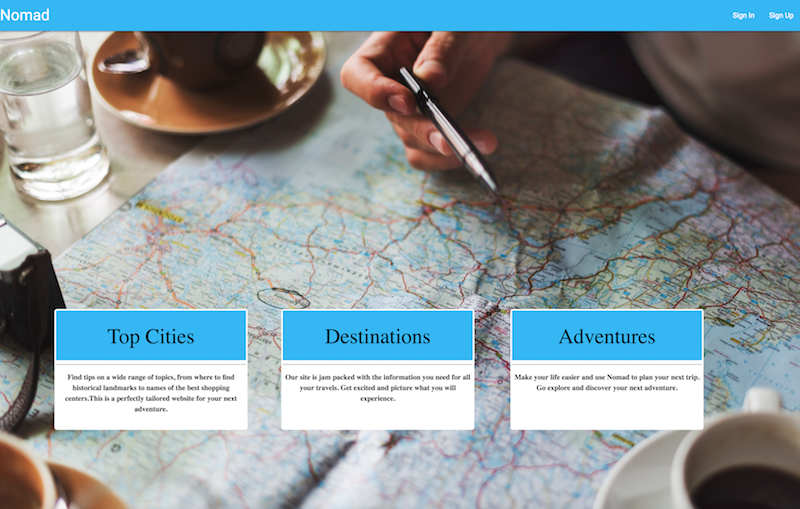 Nomad
Sign In
Sign Up
Top Cities
Find tips on a wide range of topics, from where to find
historical landmarks to names of the best shopping
centers.This is a perfectly tailored website for your next
adventure.
Destinations
Our site is jam packed with the information you need for all
your travels. Get excited and picture what you will
experience.
Adventures
Make your life easier and use Nomad to plan your next trip.
Go explore and discover your next adventure.